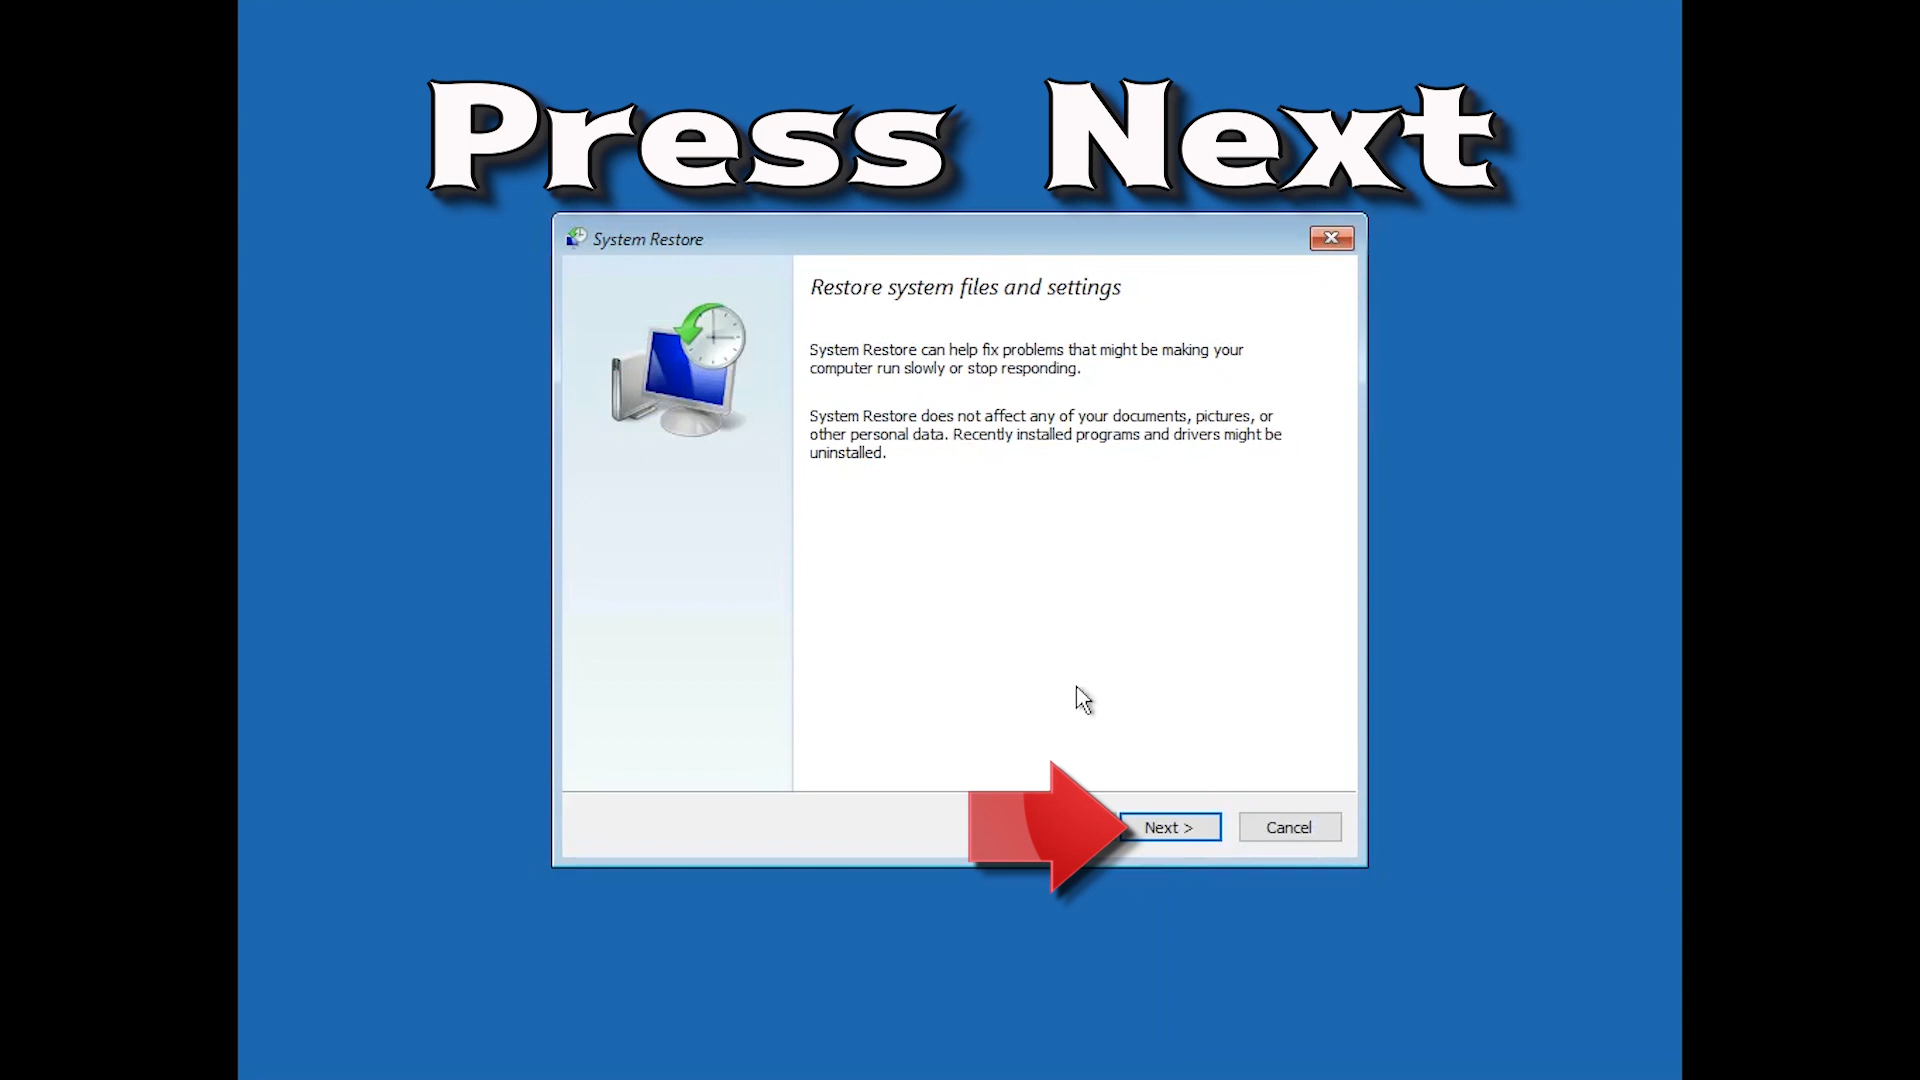 Press Next
System Restore
Restore system files and settings
System Restore can help fix problems that might be making your
computer run slowly or stop responding.
System Restore does not affect any of your documents, pictures, or
other personal data. Recently installed programs and drivers might be
uninstalled.
Next >
Cancel